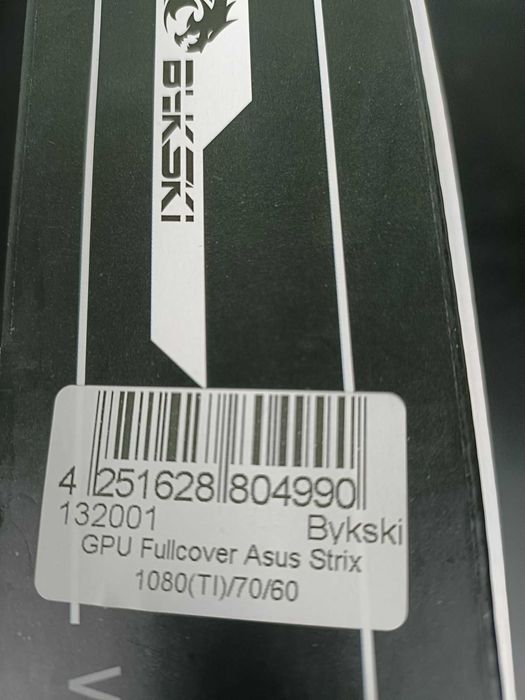 BYKSKI
4 251628 804990
132001 Bykski
GPU Fullcover Asus Strix
1080(TI)/70/60
V